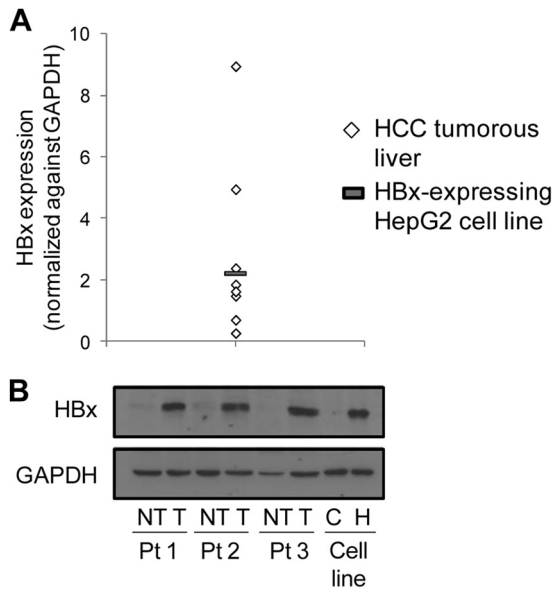 A
HBx expression
(normalized against GAPDH)
10
8
6
4
2
0
HCC tumorous
liver
HBx-expressing
HepG2 cell line
B
HBx
GAPDH
NT T NT T NT T C H
Pt 1 Pt 2 Pt 3 Cell
line